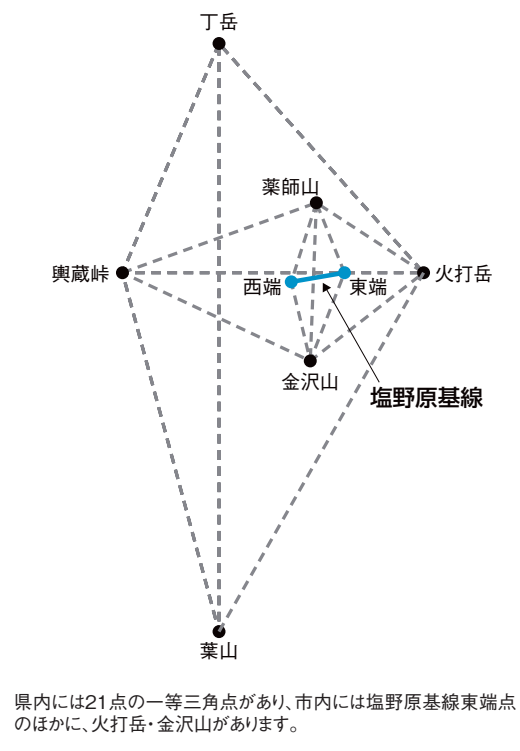 丁岳
薬師山
輿蔵峠
西端
東端
火打岳
金沢山
塩野原基線
葉山
県内には21点の一等三角点があり、市内には塩野原基線東端点
のほかに、火打岳・金沢山があります。